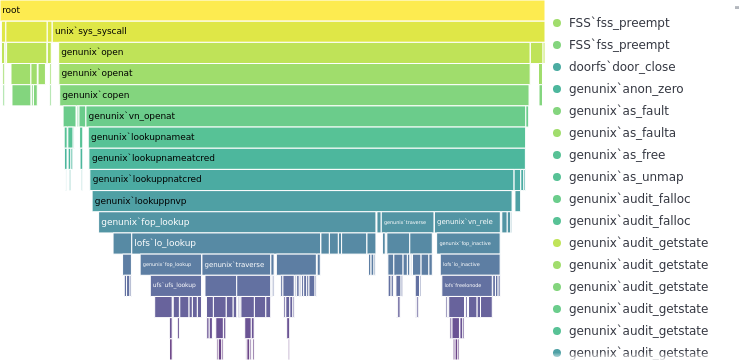 root
unix`sys_syscall
genunix`open
genunix`openat
genunix`copen
genunix`vn_openat
genunix`lookupnameat
genunix`lookupnameatcred
genunix`lookuppnatcred
genunix`lookuppnvp
genunix`fop_lookup
genunix`traverse
genunix`vn_rele
lofs`lo_lookup
genunix`fop_inactive
genunix`fop_lookup
genunix`traverse
lofs`lo_inactive
ufs`ufs_lookup
lofs`freelonode
FSS`fss_preempt
FSS`fss_preempt
doorfs`door_close
genunix`anon_zero
genunix`as_fault
genunix`as_faulta
genunix`as_free
genunix`as_unmap
genunix`audit_falloc
genunix`audit_falloc
genunix`audit_getstate
genunix`audit_getstate
genunix`audit_getstate
genunix`audit_getstate
genunix`audit_getstate
genunix`audit_getstate